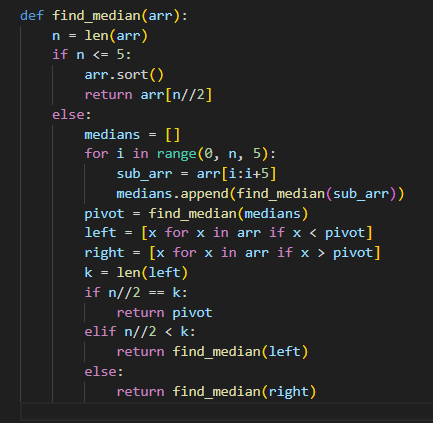 def find_median(arr):
    n = len(arr)
    if n <= 5:
        arr.sort()
        return arr[n//2]
    else:
        medians = []
        for i in range(0, n, 5):
            sub_arr = arr[i:i+5]
            medians.append(find_median(sub_arr))
        pivot = find_median(medians)
        left = [x for x in arr if x < pivot]
        right = [x for x in arr if x > pivot]
        k = len(left)
        if n//2 == k:
            return pivot
        elif n//2 < k:
            return find_median(left)
        else:
            return find_median(right)